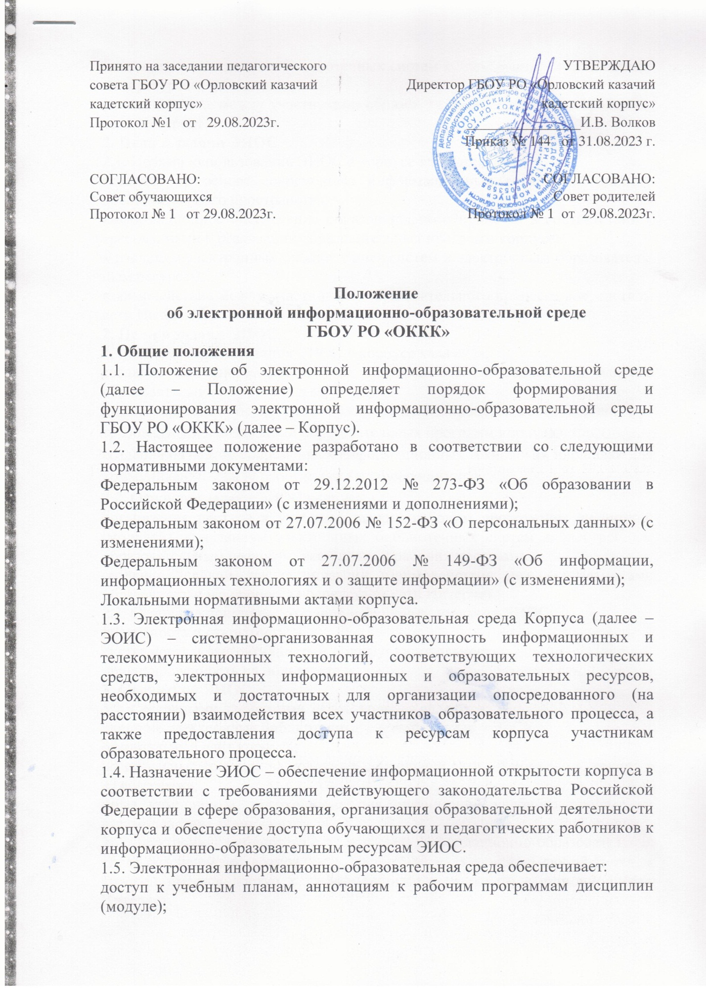 Принято на заседании педагогического
совета ГБОУ РО «Орловский казачий
кадетский корпус»
Протокол №1 от 29.08.2023г.
УТВЕРЖДАЮ
Директор ГБОУ РО «Орловский казачий
кадетский корпус»
________________И.В. Волков
Приказ № 144 от 31.08.2023 г.
СОГЛАСОВАНО:
Совет обучающихся
Протокол № 1 от 29.08.2023г.
СОГЛАСОВАНО:
Совет родителей
Протокол № 1 от 29.08.2023г.
Положение
об электронной информационно-образовательной среде
ГБОУ РО «ОККК»
1. Общие положения
1.1. Положение об электронной информационно-образовательной среде
(далее – Положение) определяет порядок формирования и
функционирования электронной информационно-образовательной среды
ГБОУ РО «ОККК» (далее – Корпус).
1.2. Настоящее положение разработано в соответствии со следующими
нормативными документами:
Федеральным законом от 29.12.2012 № 273-ФЗ «Об образовании в
Российской Федерации» (с изменениями и дополнениями);
Федеральным законом от 27.07.2006 № 152-ФЗ «О персональных данных» (с
изменениями);
Федеральным законом от 27.07.2006 № 149-ФЗ «Об информации,
информационных технологиях и о защите информации» (с изменениями);
Локальными нормативными актами корпуса.
1.3. Электронная информационно-образовательная среда Корпуса (далее –
ЭОИС) – системно-организованная совокупность информационных и
телекоммуникационных технологий, соответствующих технологических
средств, электронных информационных и образовательных ресурсов,
необходимых и достаточных для организации опосредованного (на
расстоянии) взаимодействия всех участников образовательного процесса, а
также предоставления доступа к ресурсам корпуса участникам
образовательного процесса.
1.4. Назначение ЭИОС – обеспечение информационной открытости корпуса в
соответствии с требованиями действующего законодательства Российской
Федерации в сфере образования, организация образовательной деятельности
корпуса и обеспечение доступа обучающихся и педагогических работников к
информационно-образовательным ресурсам ЭИОС.
1.5. Электронная информационно-образовательная среда обеспечивает:
доступ к учебным планам, аннотациям к рабочим программам дисциплин
(модуле);